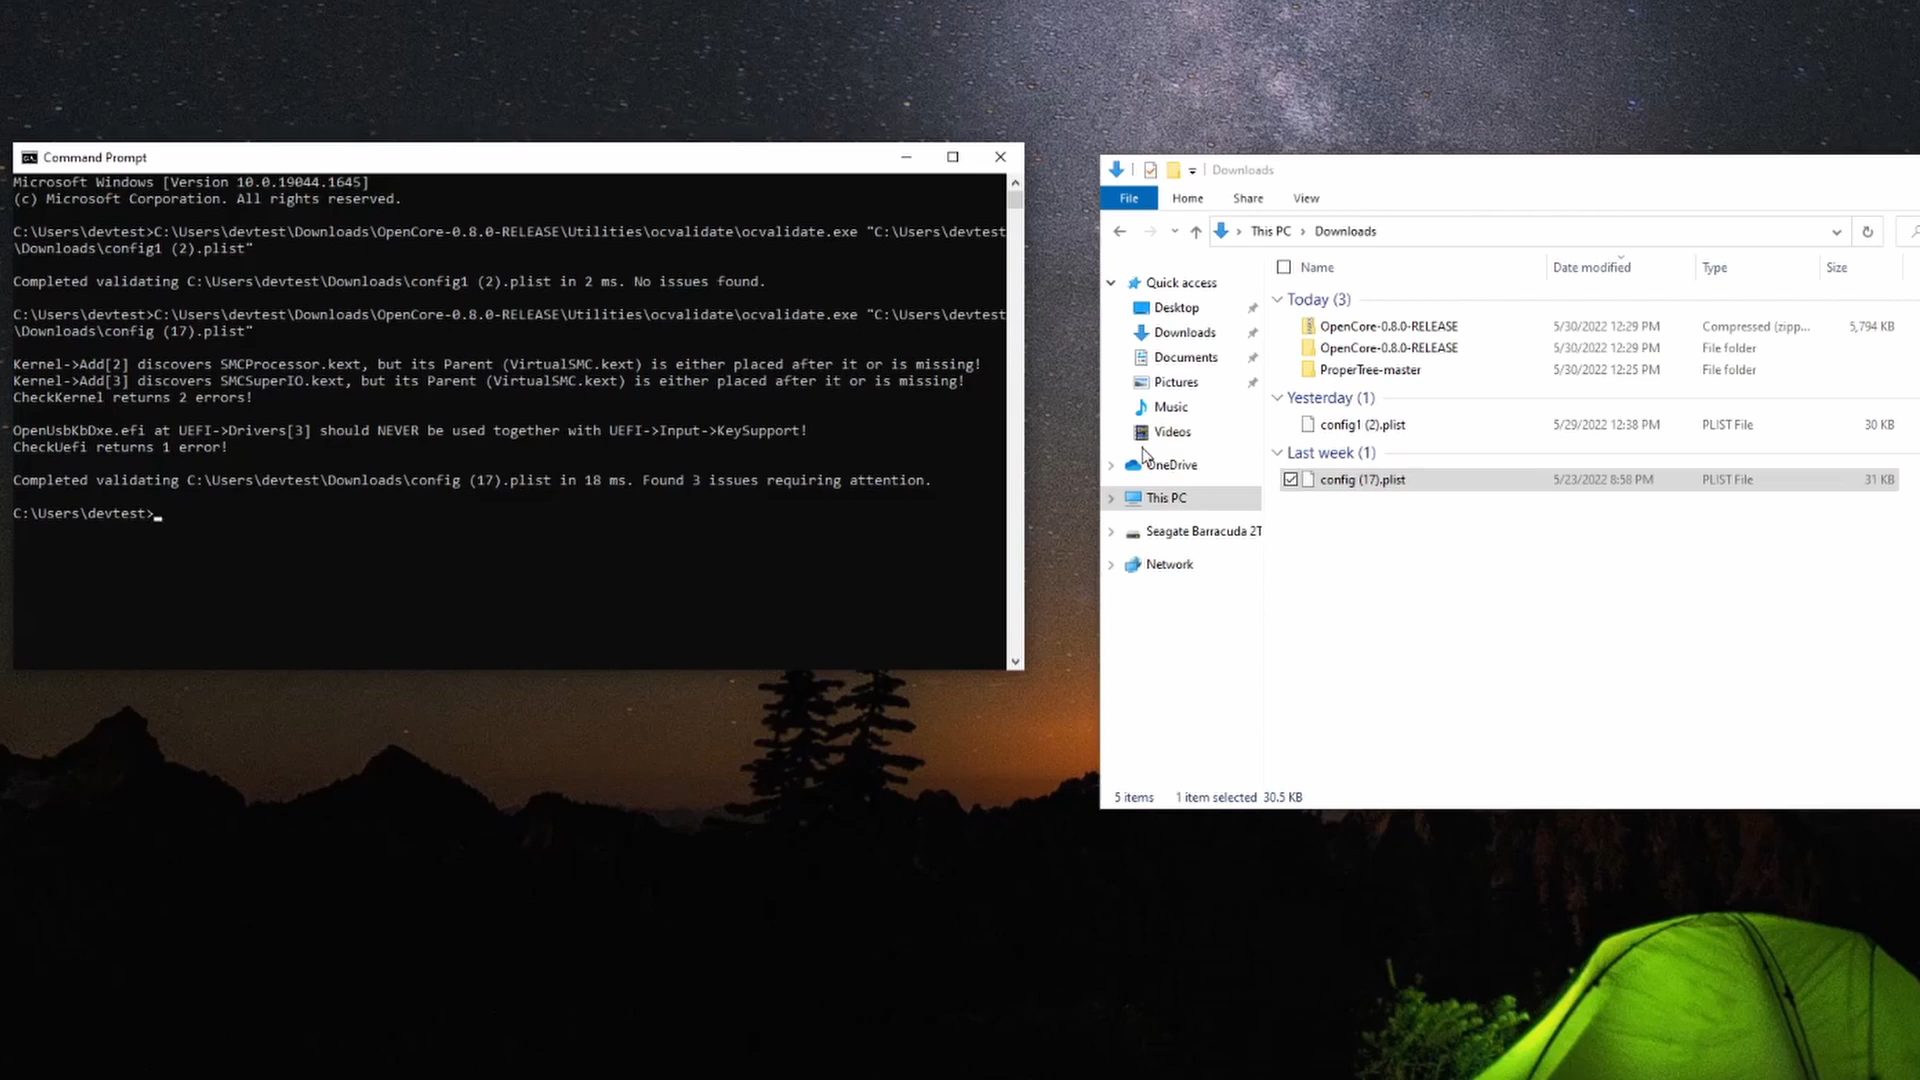 Command Prompt
Microsoft Windows [Version 10.0.19044.1645]
(c) Microsoft Corporation. All rights reserved.
C:\Users\devtest>C:\Users\devtest\Downloads\OpenCore-0.8.0-RELEASE\Utilities\ocvalidate\ocvalidate.exe "C:\Users\devtest
\Downloads\config1 (2).plist"
Completed validating C:\Users\devtest\Downloads\config1 (2).plist in 2 ms. No issues found.
C:\Users\devtest>C:\Users\devtest\Downloads\OpenCore-0.8.0-RELEASE\Utilities\ocvalidate\ocvalidate.exe "C:\Users\devtest
\Downloads\config (17).plist"
Kernel->Add[2] discovers SMCProcessor.kext, but its Parent (VirtualSMC.kext) is either placed after it or is missing!
Kernel->Add[3] discovers SMCSuperIO.kext, but its Parent (VirtualSMC.kext) is either placed after it or is missing!
CheckKernel returns 2 errors!
OpenUsbKbDxe.efi at UEFI->Drivers[3] should NEVER be used together with UEFI->Input->KeySupport!
CheckUefi returns 1 error!
Completed validating C:\Users\devtest\Downloads\config (17).plist in 18 ms. Found 3 issues requiring attention.
C:\Users\devtest>
Downloads
File Home Share View
This PC Downloads
Name Date modified Type Size
Quick access
Desktop
Downloads
Documents
Pictures
Music
Videos
OneDrive
This PC
Seagate Barracuda 2T
Network
Today (3)
OpenCore-0.8.0-RELEASE 5/30/2022 12:29 PM Compressed (zipp... 5,794 KB
OpenCore-0.8.0-RELEASE 5/30/2022 12:29 PM File folder
ProperTree-master 5/30/2022 12:25 PM File folder
Yesterday (1)
config1 (2).plist 5/29/2022 12:38 PM PLIST File 30 KB
Last week (1)
config (17).plist 5/23/2022 8:58 PM PLIST File 31 KB
5 items 1 item selected 30.5 KB